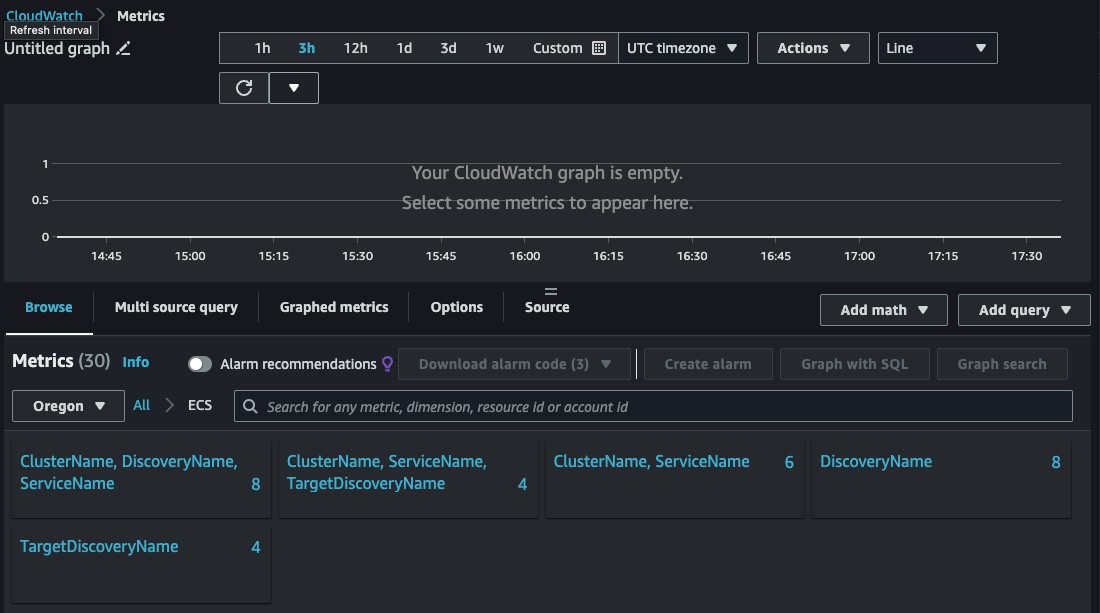 CloudWatch Metrics
Refresh interval
Untitled graph
1h 3h 12h 1d 3d 1w Custom UTC timezone Actions Line
1
Your CloudWatch graph is empty.
0.5
Select some metrics to appear here.
0
14:45 15:00 15:15 15:30 15:45 16:00 16:15 16:30 16:45 17:00 17:15 17:30
Browse Multi source query Graphed metrics Options Source Add math Add query
Metrics (30) Info Alarm recommendations Download alarm code (3) Create alarm Graph with SQL Graph search
Oregon All ECS Search for any metric, dimension, resource id or account id
ClusterName, DiscoveryName,
ServiceName 8
ClusterName, ServiceName,
TargetDiscoveryName 4
ClusterName, ServiceName 6
DiscoveryName 8
TargetDiscoveryName 4